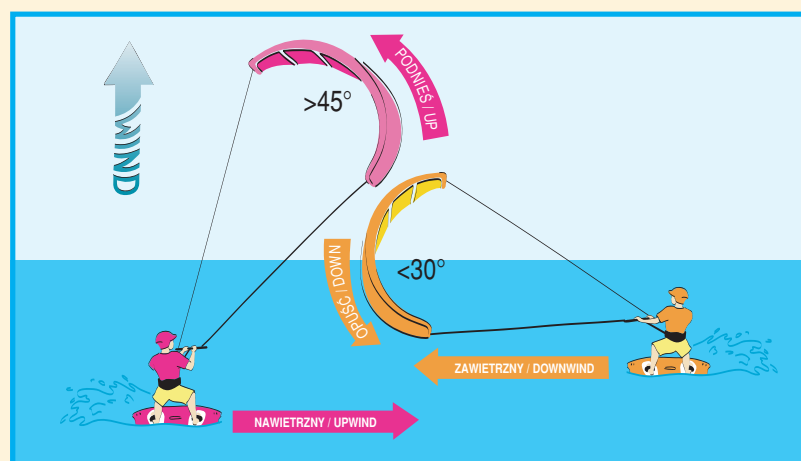 WIND
PODNIEŚ / UP
>45°
OPUŚĆ / DOWN
<30°
ZAWIETRZNY / DOWNWIND
NAWIETRZNY / UPWIND